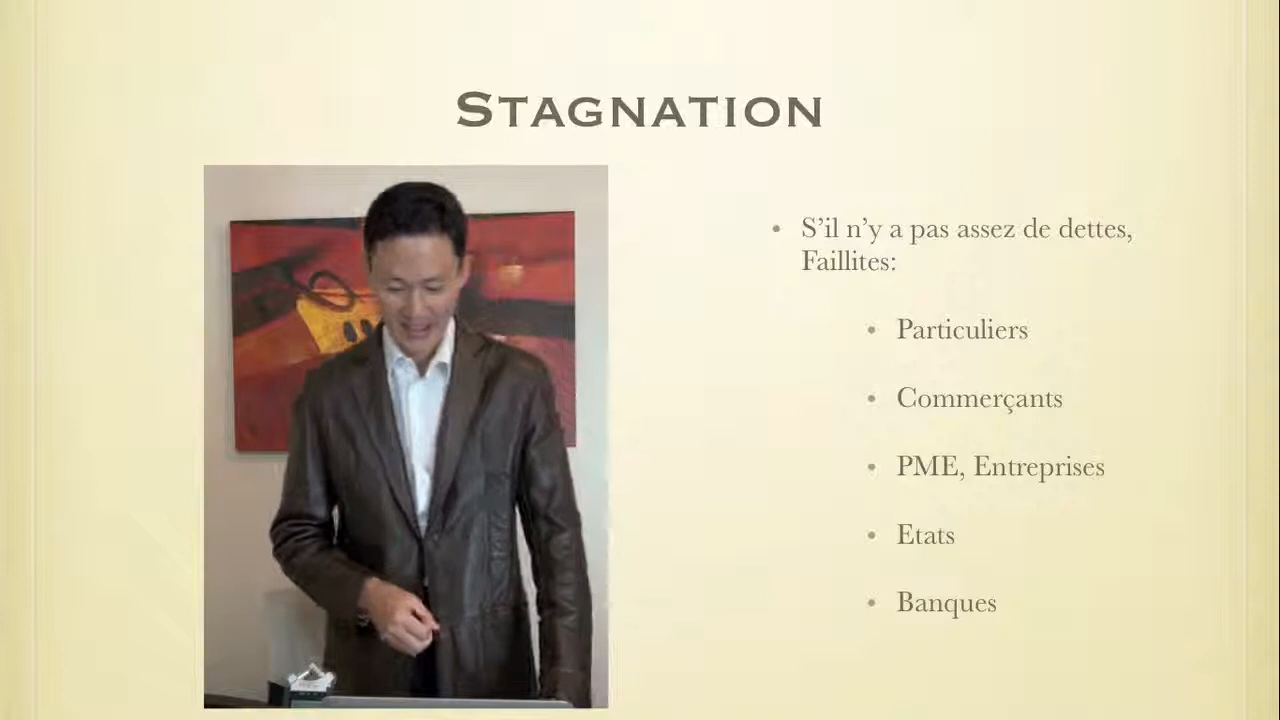 STAGNATION
• S’il n’y a pas assez de dettes,
Faillites:
• Particuliers
• Commerçants
• PME, Entreprises
• Etats
• Banques